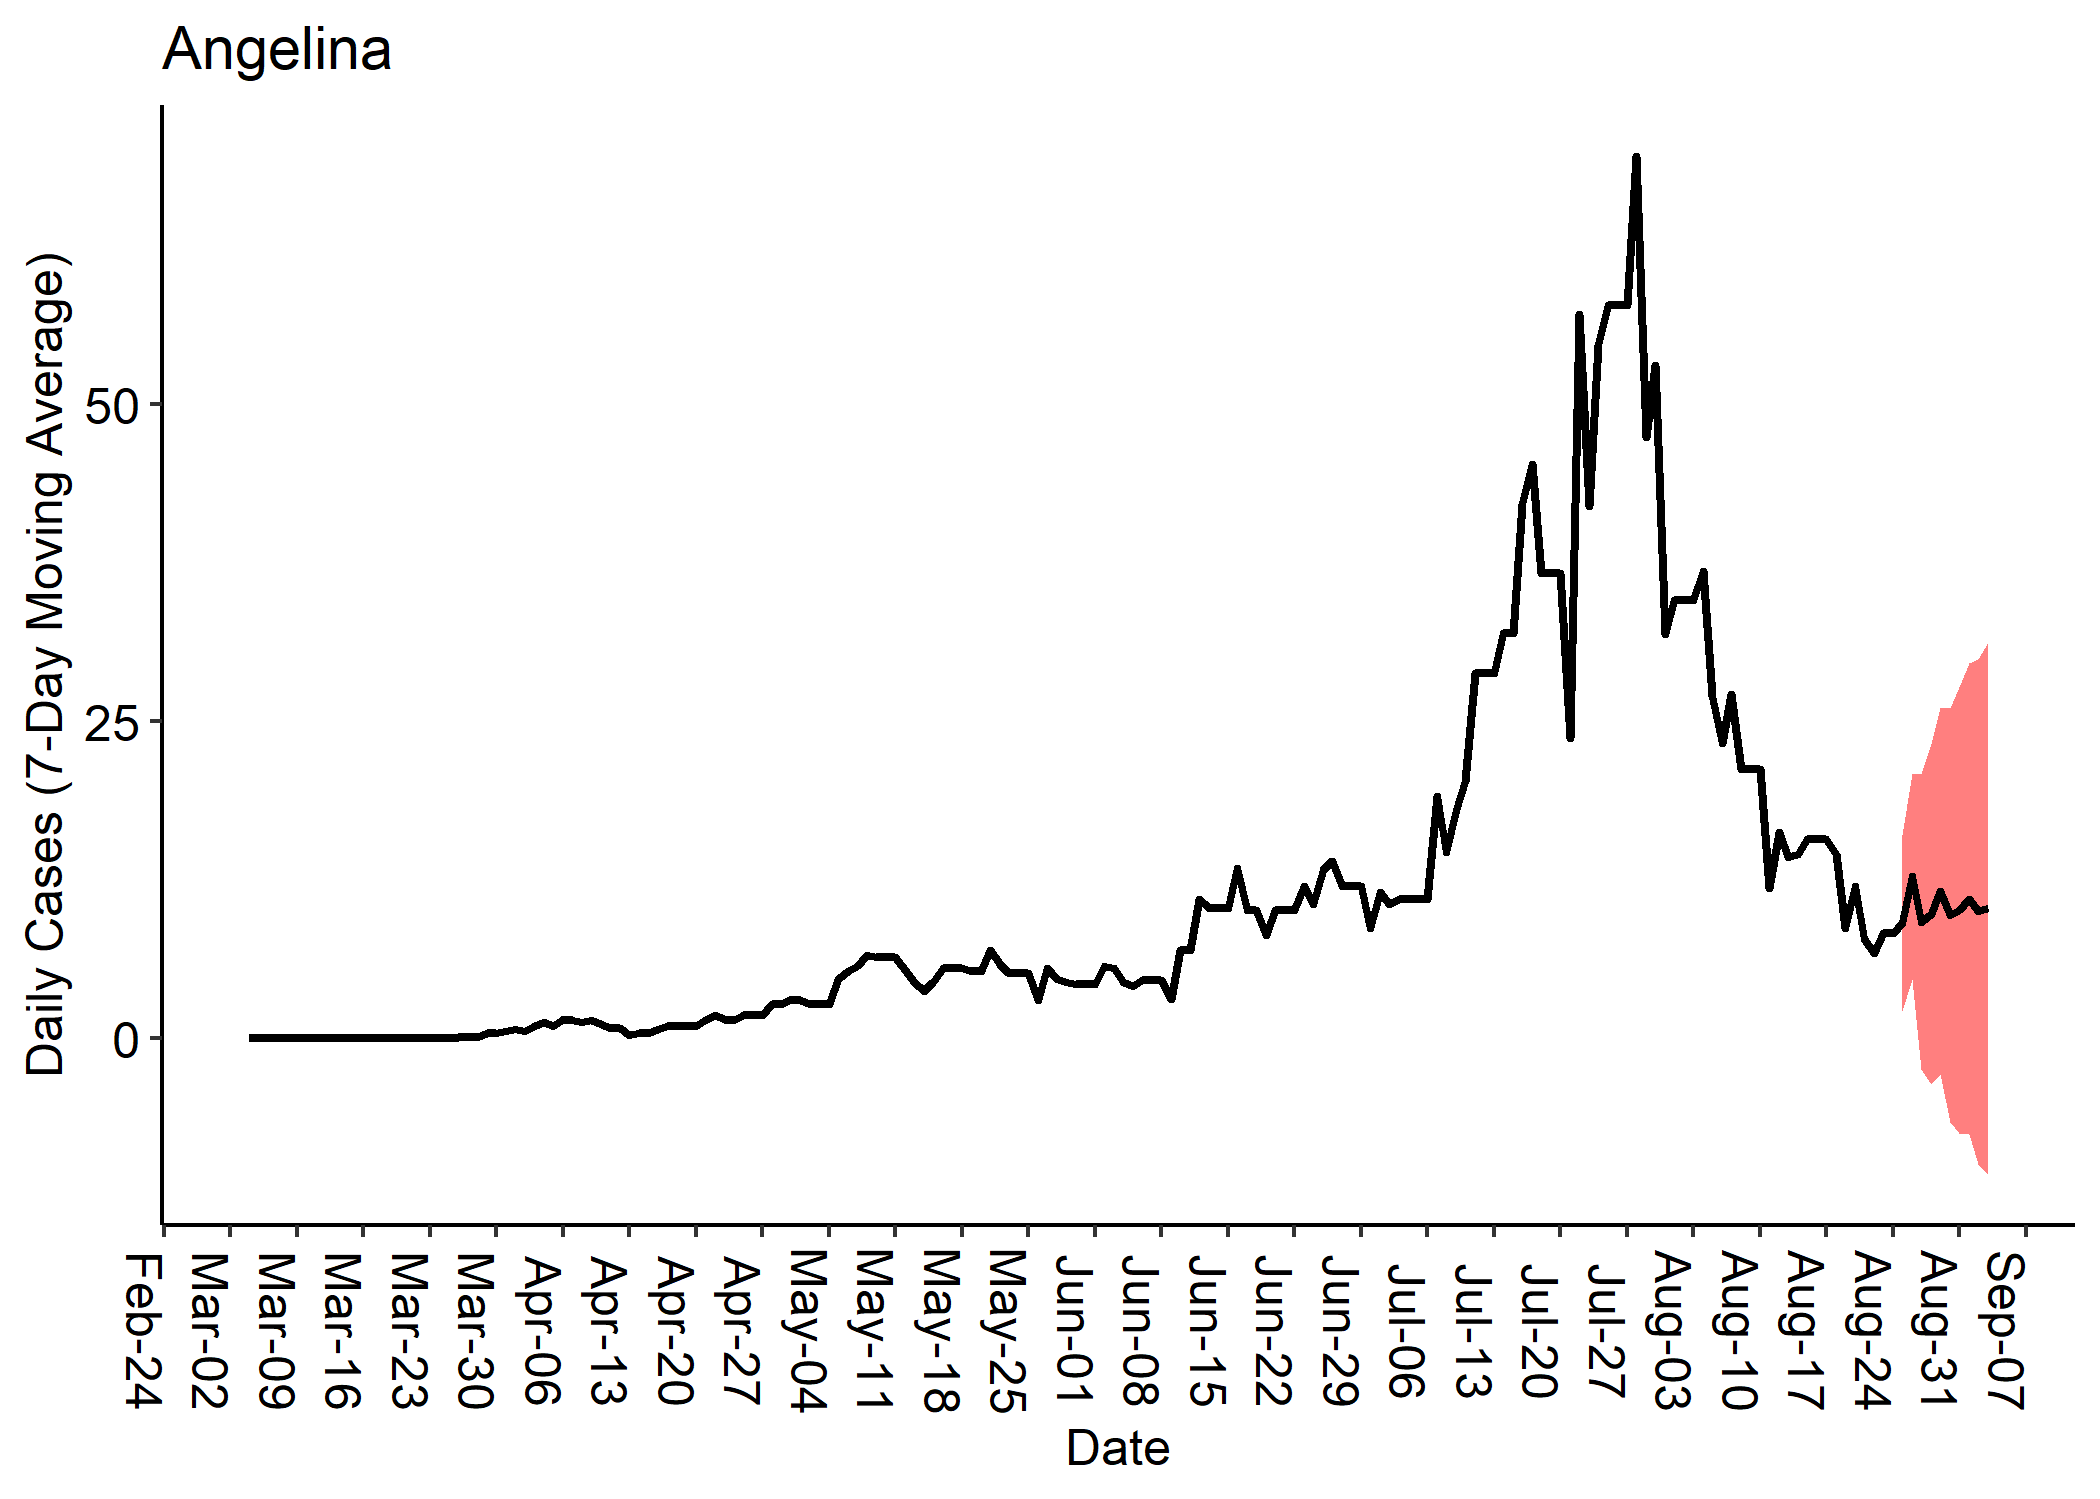 Angelina
Daily Cases (7-Day Moving Average)
50
25
0
Feb-24
Mar-02
Mar-09
Mar-16
Mar-23
Mar-30
Apr-06
Apr-13
Apr-20
Apr-27
May-04
May-11
May-18
May-25
Jun-01
Jun-08
Jun-15
Jun-22
Jun-29
Jul-06
Jul-13
Jul-20
Jul-27
Aug-03
Aug-10
Aug-17
Aug-24
Aug-31
Sep-07
Date